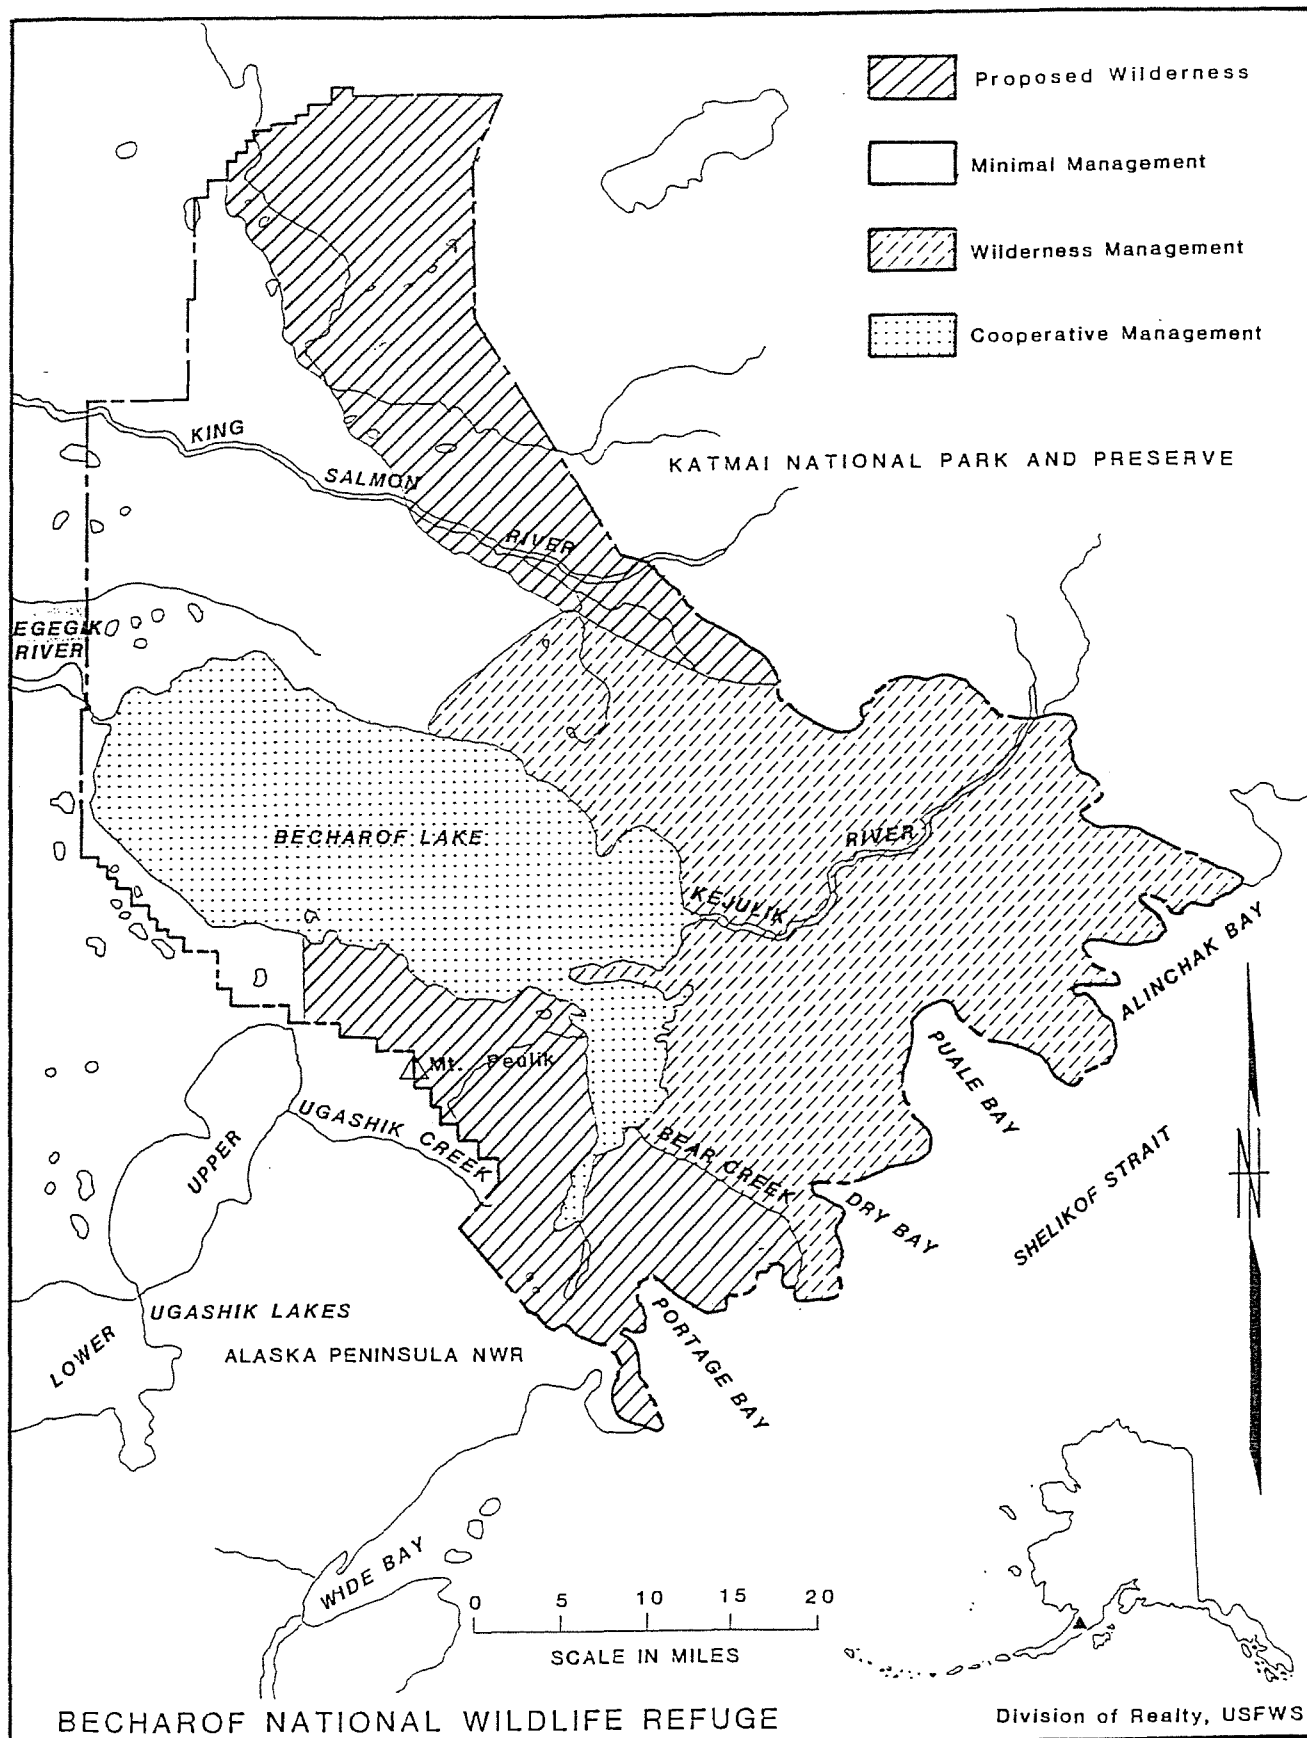 Proposed Wilderness
Minimal Management
Wilderness Management
Cooperative Management
KING
SALMON
RIVER
KATMAI NATIONAL PARK AND PRESERVE
EGEGIK
RIVER
BECHAROF LAKE
RIVER
KEJULIK
ALINCHAK BAY
PUALE BAY
Mt. Peulik
UGASHIK CREEK
BEAR CREEK
DRY BAY
SHELIKOF STRAIT
N
UPPER
UGASHIK LAKES
LOWER
ALASKA PENINSULA NWR
PORTAGE BAY
WIDE BAY
0 5 10 15 20
SCALE IN MILES
BECHAROF NATIONAL WILDLIFE REFUGE
Division of Realty, USFWS